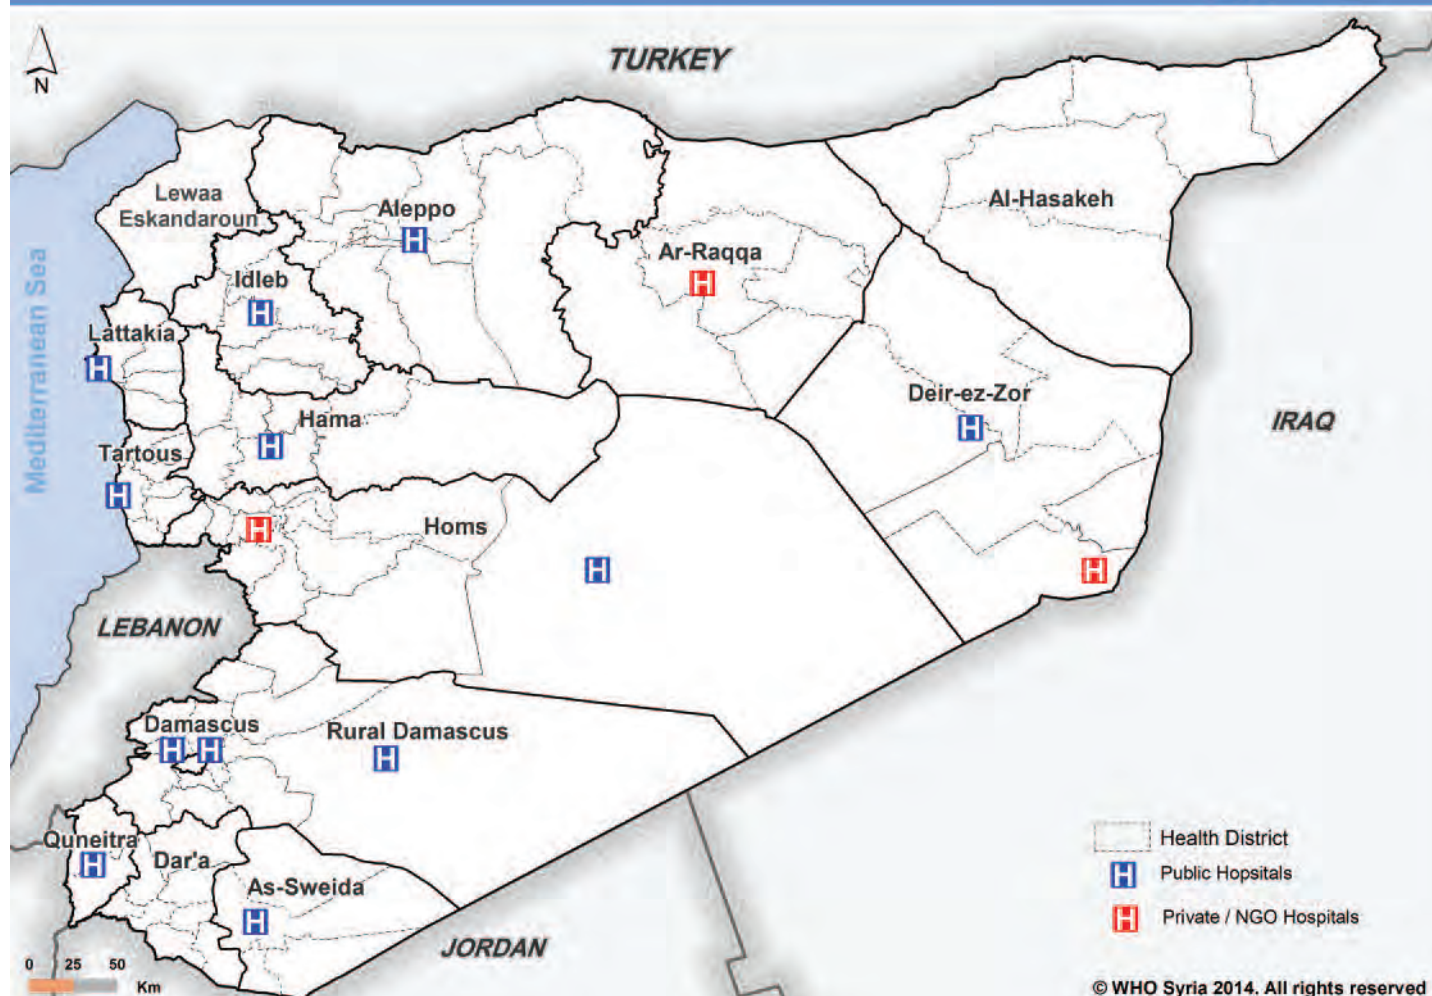 TURKEY
N
Lewaa
Eskandaroun
Aleppo
Al-Hasakeh
Ar-Raqqa
Idleb
Mediterranean Sea
Lattakia
H
H
H
H
Deir-ez-Zor
Hama
IRAQ
H
H
Tartous
H
Homs
H
H
H
LEBANON
Damascus
Rural Damascus
H
H
H
Quneitra
Dar'a
H
As-Sweida
H
JORDAN
Health District
H Public Hopsitals
H Private / NGO Hospitals
0 25 50
Km
© WHO Syria 2014. All rights reserved